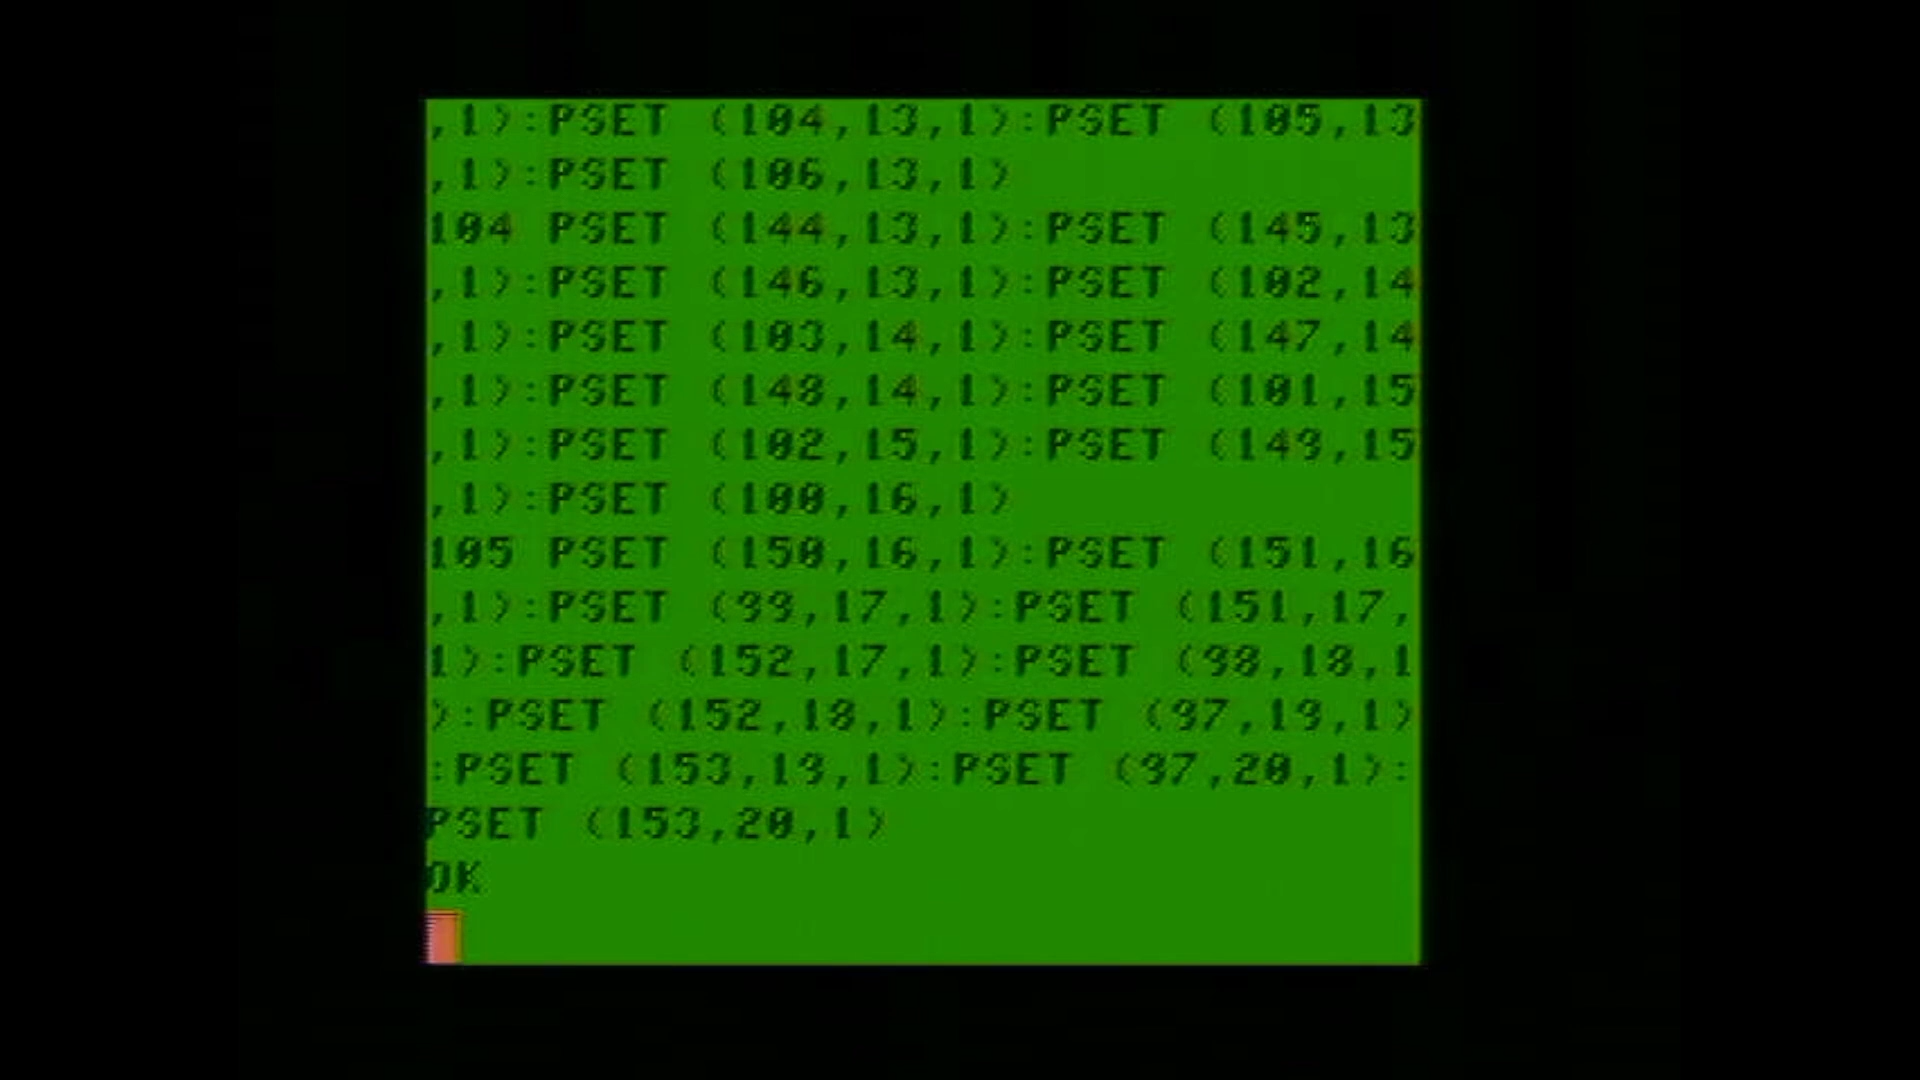 ,1):PSET (104,13,1):PSET (105,13
,1):PSET (106,13,1)
104 PSET (144,13,1):PSET (145,13
,1):PSET (146,13,1):PSET (102,14
,1):PSET (103,14,1):PSET (147,14
,1):PSET (148,14,1):PSET (101,15
,1):PSET (102,15,1):PSET (149,15
,1):PSET (100,16,1)
105 PSET (150,16,1):PSET (151,16
,1):PSET (99,17,1):PSET (151,17,
1):PSET (152,17,1):PSET (98,18,1
):PSET (152,18,1):PSET (97,19,1)
:PSET (153,19,1):PSET (97,20,1):
PSET (153,20,1)
OK